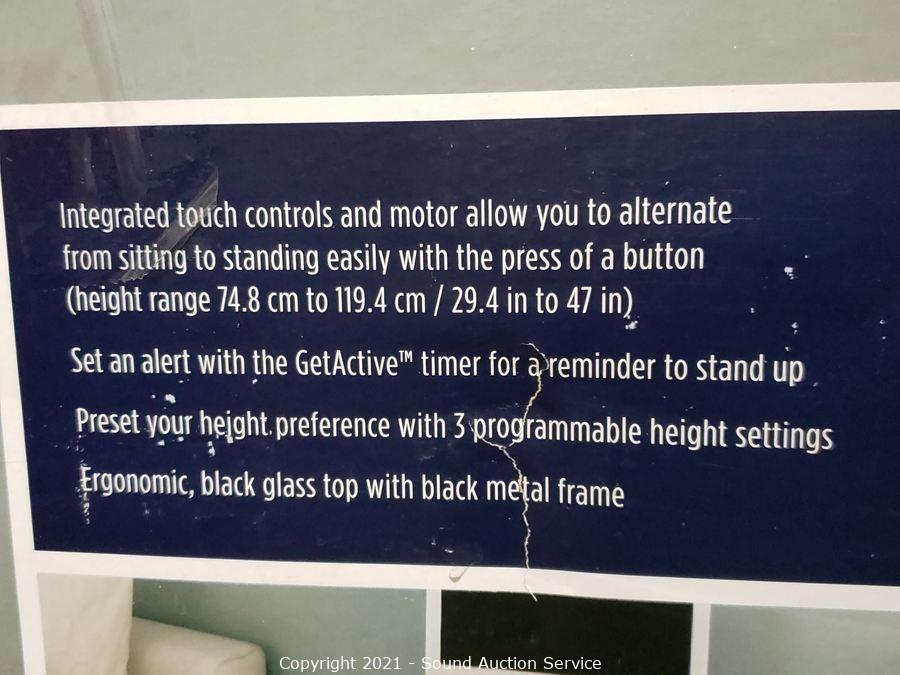 Integrated touch controls and motor allow you to alternate
from sitting to standing easily with the press of a button
(height range 74.8 cm to 119.4 cm / 29.4 in to 47 in)
Set an alert with the GetActive™ timer for a reminder to stand up
Preset your height preference with 3 programmable height settings
Ergonomic, black glass top with black metal frame
Copyright 2021 - Sound Auction Service